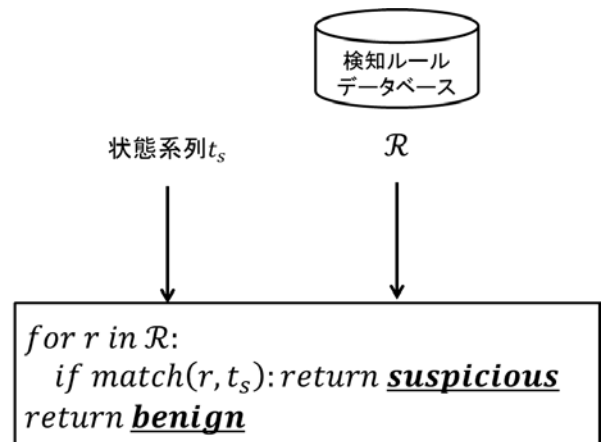 検知ルール
データベース
状態系列t_s
ℛ
for r in ℛ:
if match(r, t_s): return suspicious
return benign